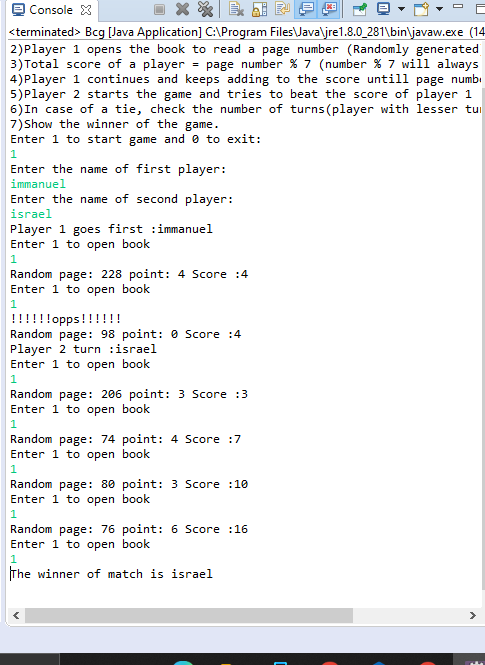 Console
<terminated> Bcg [Java Application] C:\Program Files\Java\jre1.8.0_281\bin\javaw.exe (14
2)Player 1 opens the book to read a page number (Randomly generated
3)Total score of a player = page number % 7 (number % 7 will always
4)Player 1 continues and keeps adding to the score untill page numb
5)Player 2 starts the game and tries to beat the score of player 1
6)In case of a tie, check the number of turns(player with lesser tu
7)Show the winner of the game.
Enter 1 to start game and 0 to exit:
1
Enter the name of first player:
immanuel
Enter the name of second player:
israel
Player 1 goes first :immanuel
Enter 1 to open book
1
Random page: 228 point: 4 Score :4
Enter 1 to open book
1
!!!!!!opps!!!!!!
Random page: 98 point: 0 Score :4
Player 2 turn :israel
Enter 1 to open book
1
Random page: 206 point: 3 Score :3
Enter 1 to open book
1
Random page: 74 point: 4 Score :7
Enter 1 to open book
1
Random page: 80 point: 3 Score :10
Enter 1 to open book
1
Random page: 76 point: 6 Score :16
Enter 1 to open book
1
The winner of match is israel